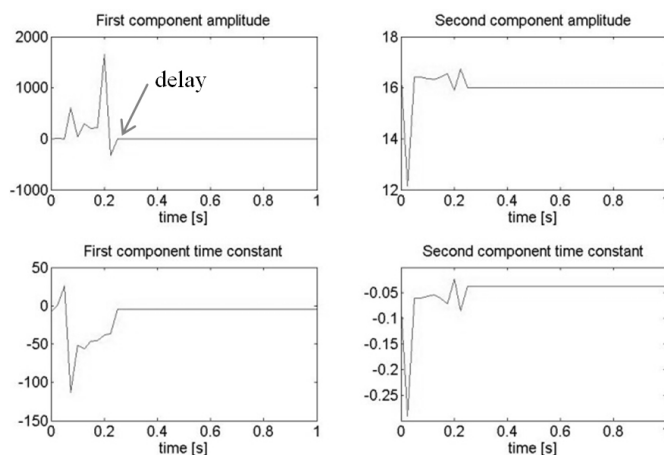 First component amplitude
2000
1000
0
-1000
delay
0 0.2 0.4 0.6 0.8 1
time [s]
Second component amplitude
18
16
14
12
0 0.2 0.4 0.6 0.8 1
time [s]
First component time constant
50
0
-50
-100
-150
0 0.2 0.4 0.6 0.8 1
time [s]
Second component time constant
-0.05
-0.1
-0.15
-0.2
-0.25
0 0.2 0.4 0.6 0.8 1
time [s]